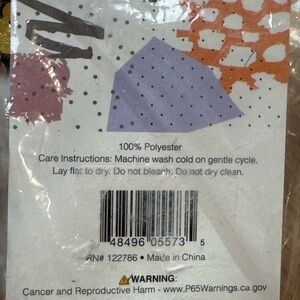 100% Polyester
Care Instructions: Machine wash cold on gentle cycle.
Lay flat to dry. Do not bleach. Do not dry clean.
48496 05573 5
RN# 122786 • Made in China
⚠WARNING:
Cancer and Reproductive Harm - www.P65Warnings.ca.gov